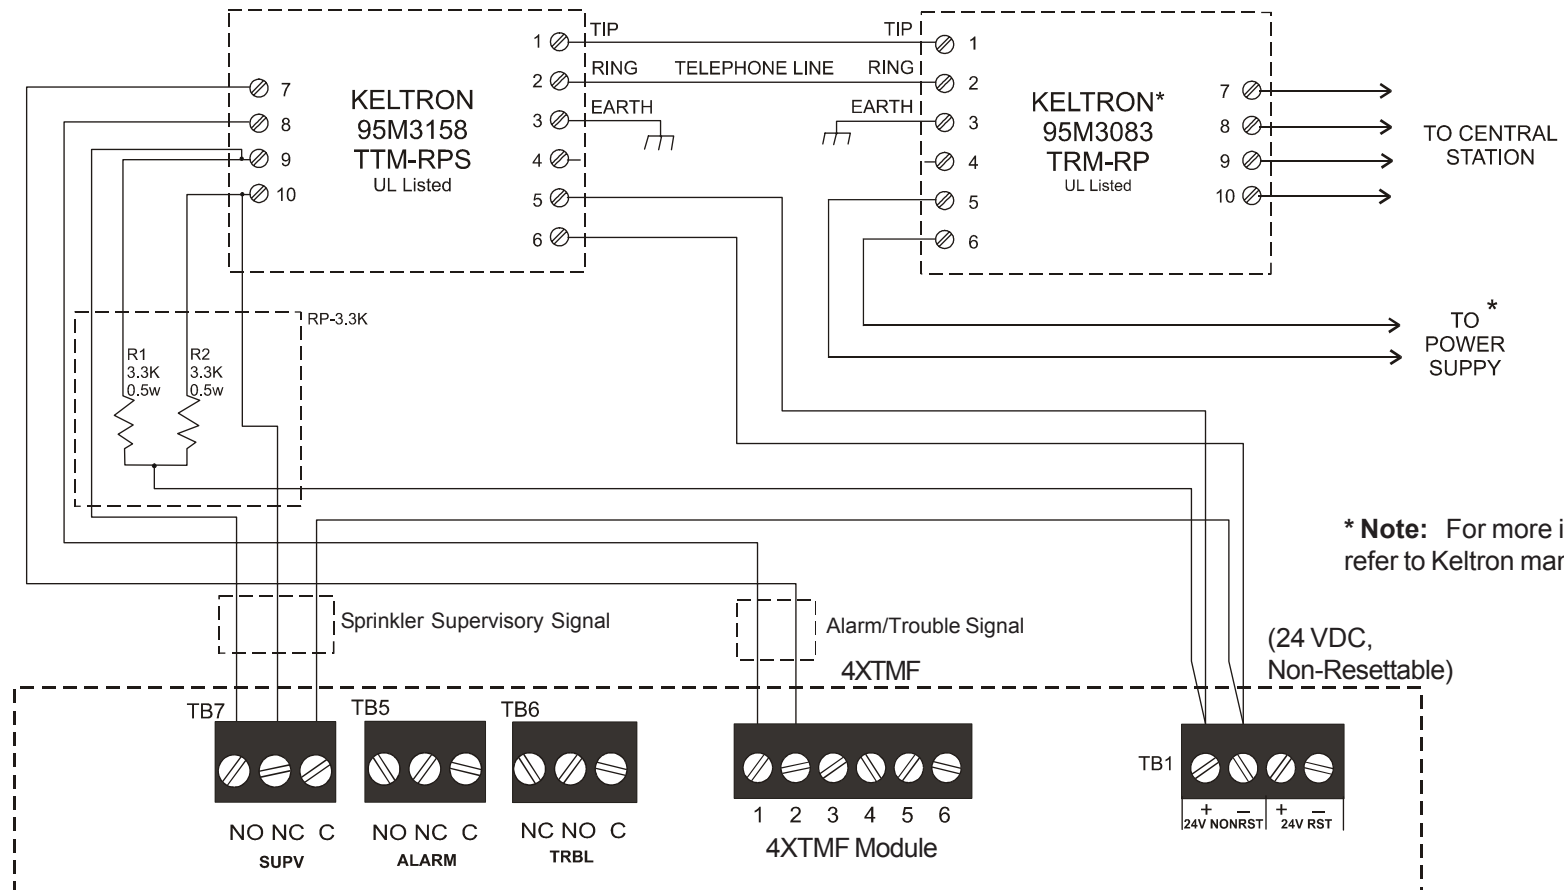 TIP
TIP
1
1
RING
TELEPHONE LINE
RING
2
2
7
7
KELTRON
95M3158
TTM-RPS
UL Listed
EARTH
EARTH
KELTRON*
95M3083
TRM-RP
UL Listed
8
3
3
8
TO CENTRAL
STATION
9
4
4
9
10
5
5
10
6
6
RP-3.3K
TO *
POWER
SUPPLY
R1
3.3K
0.5w
R2
3.3K
0.5w
* Note: For more i
refer to Keltron mar
Sprinkler Supervisory Signal
Alarm/Trouble Signal
(24 VDC,
Non-Resettable)
4XTMF
TB7
TB5
TB6
TB1
NO NC C
SUPV
NO NC C
ALARM
NC NO C
TRBL
1 2 3 4 5 6
4XTMF Module
+ – + –
24V NONRST 24V RST